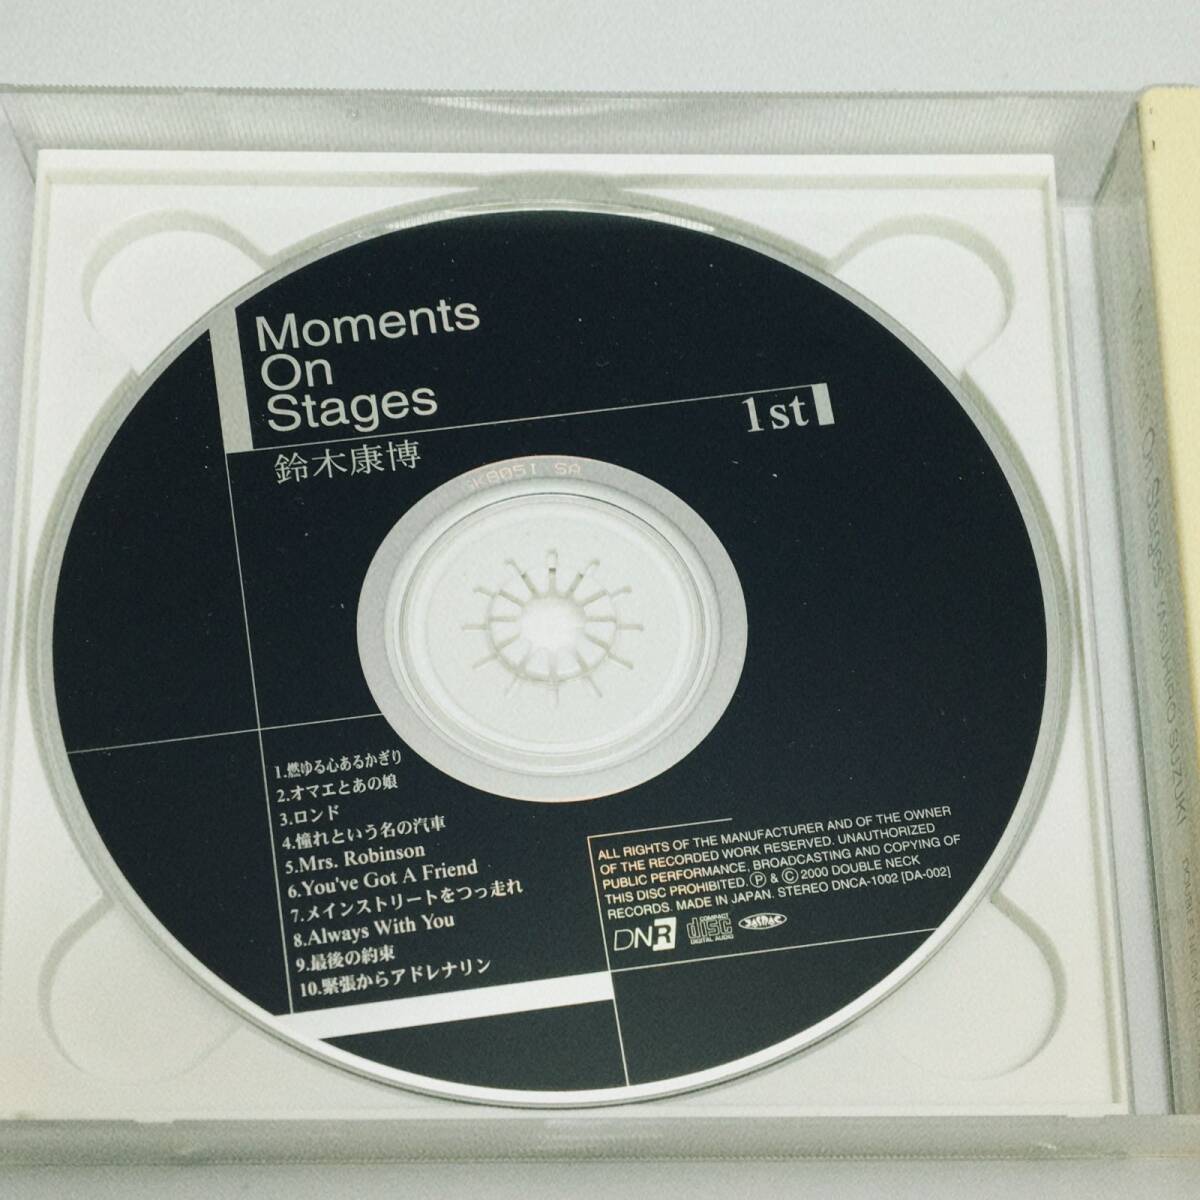 Moments
On
Stages
1st
鈴木康博
1.燃ゆる心あるかぎり
2.オマエとあの娘
3.ロンド
4.憧れという名の汽車
5.Mrs. Robinson
6.You've Got A Friend
7.メインストリートをつっ走れ
8.Always With You
9.最後の約束
10.緊張からアドレナリン
ALL RIGHTS OF THE MANUFACTURER AND OF THE OWNER
OF THE RECORDED WORK RESERVED. UNAUTHORIZED
PUBLIC PERFORMANCE, BROADCASTING AND COPYING OF
THIS DISC PROHIBITED. Ⓟ & Ⓒ 2000 DOUBLE NECK
RECORDS. MADE IN JAPAN. STEREO DNCA-1002 [DA-002]
DNR
COMPACT
disc
DIGITAL AUDIO
JASRAC
On Stages
SUZUKI